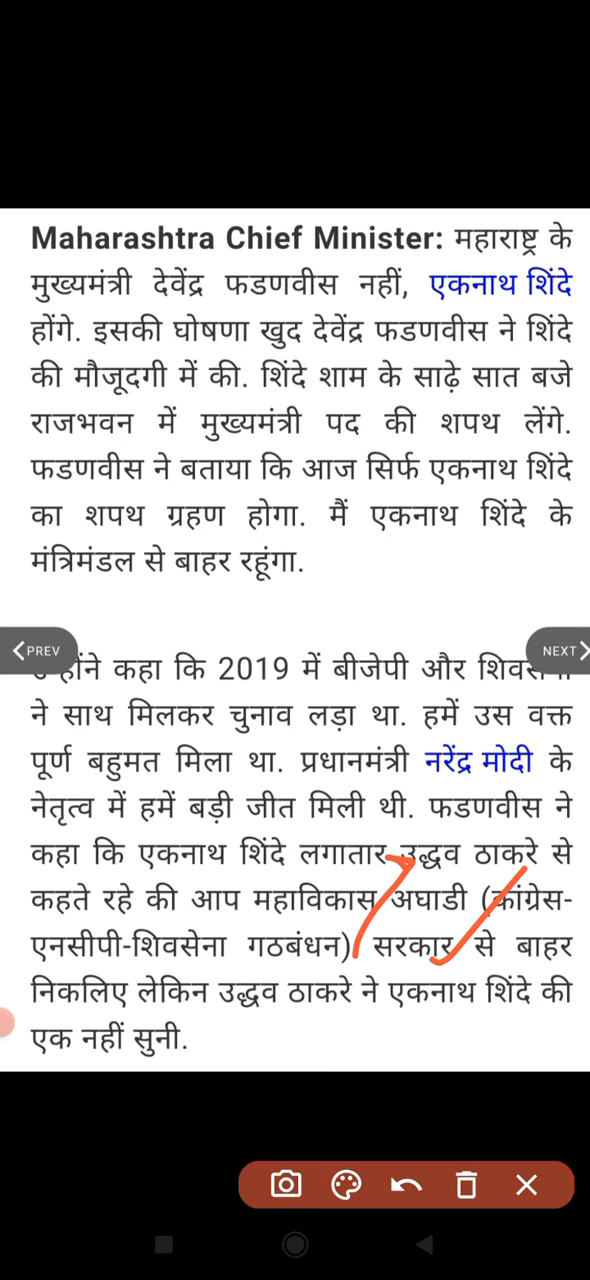 Maharashtra Chief Minister: महाराष्ट्र के
मुख्यमंत्री देवेंद्र फडणवीस नहीं, एकनाथ शिंदे
होंगे. इसकी घोषणा खुद देवेंद्र फडणवीस ने शिंदे
की मौजूदगी में की. शिंदे शाम के साढ़े सात बजे
राजभवन में मुख्यमंत्री पद की शपथ लेंगे.
फडणवीस ने बताया कि आज सिर्फ एकनाथ शिंदे
का शपथ ग्रहण होगा. मैं एकनाथ शिंदे के
मंत्रिमंडल से बाहर रहूंगा.
PREV
NEXT
कहा कि 2019 में बीजेपी और
ने साथ मिलकर चुनाव लड़ा था. हमें उस वक्त
पूर्ण बहुमत मिला था. प्रधानमंत्री नरेंद्र मोदी के
नेतृत्व में हमें बड़ी जीत मिली थी. फडणवीस ने
कहा कि एकनाथ शिंदे लगातार उद्धव ठाकरे से
कहते रहे की आप महाविकास अघाडी (कांग्रेस-
एनसीपी-शिवसेना गठबंधन) सरकार से बाहर
निकलिए लेकिन उद्धव ठाकरे ने एकनाथ शिंदे की
एक नहीं सुनी.